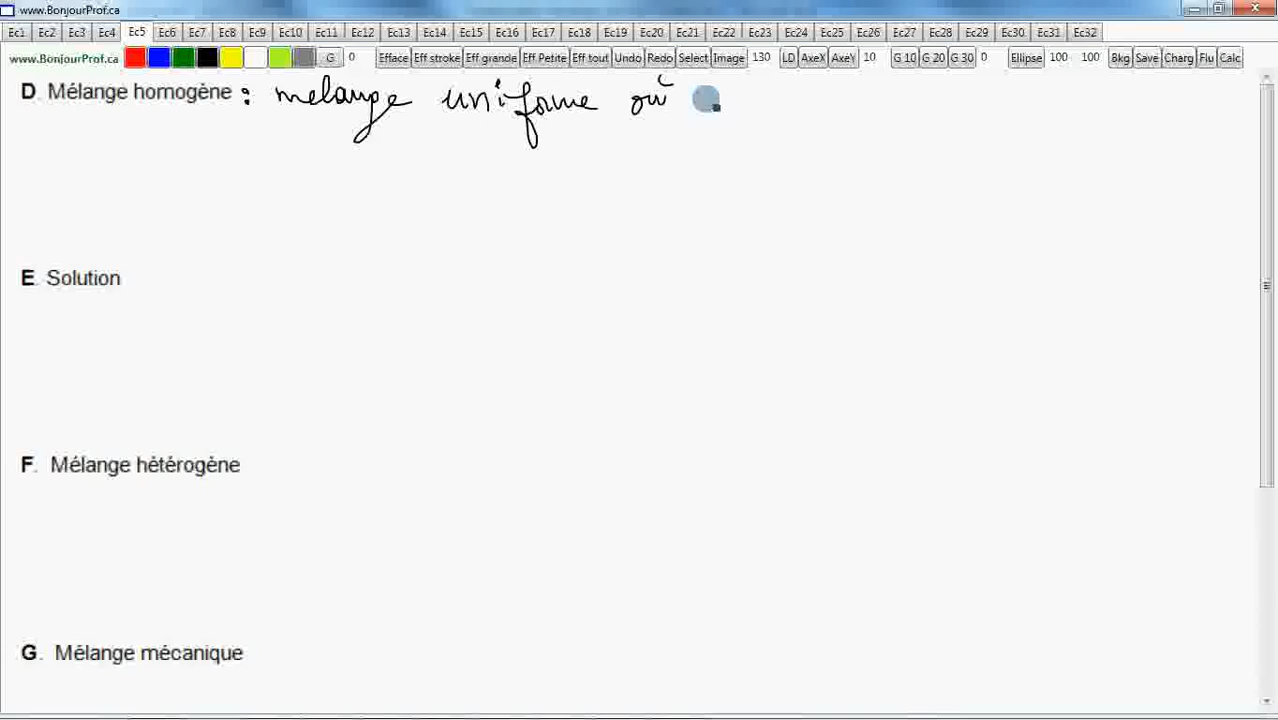 www.BonjourProf.ca
Ec1 Ec2 Ec3 Ec4 Ec5 Ec6 Ec7 Ec8 Ec9 Ec10 Ec11 Ec12 Ec13 Ec14 Ec15 Ec16 Ec17 Ec18 Ec19 Ec20 Ec21 Ec22 Ec23 Ec24 Ec25 Ec26 Ec27 Ec28 Ec29 Ec30 Ec31 Ec32
www.BonjourProf.ca G 0 Efface Eff stroke Eff grande Eff Petite Eff tout Undo Redo Select Image 130 LD AxeX AxeY 10 G 10 G 20 G 30 0 Ellipse 100 100 Bkg Save Charg Flu Calc
D. Mélange homogène : melange uniforme où
E. Solution
F. Mélange hétérogène
G. Mélange mécanique